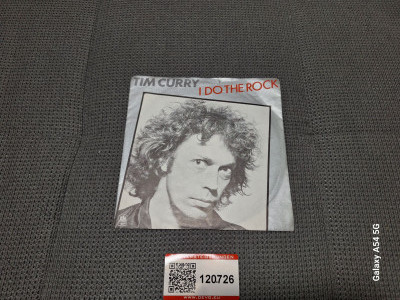 TIM CURRY
I DO THE ROCK
120726
Galaxy A54 5G